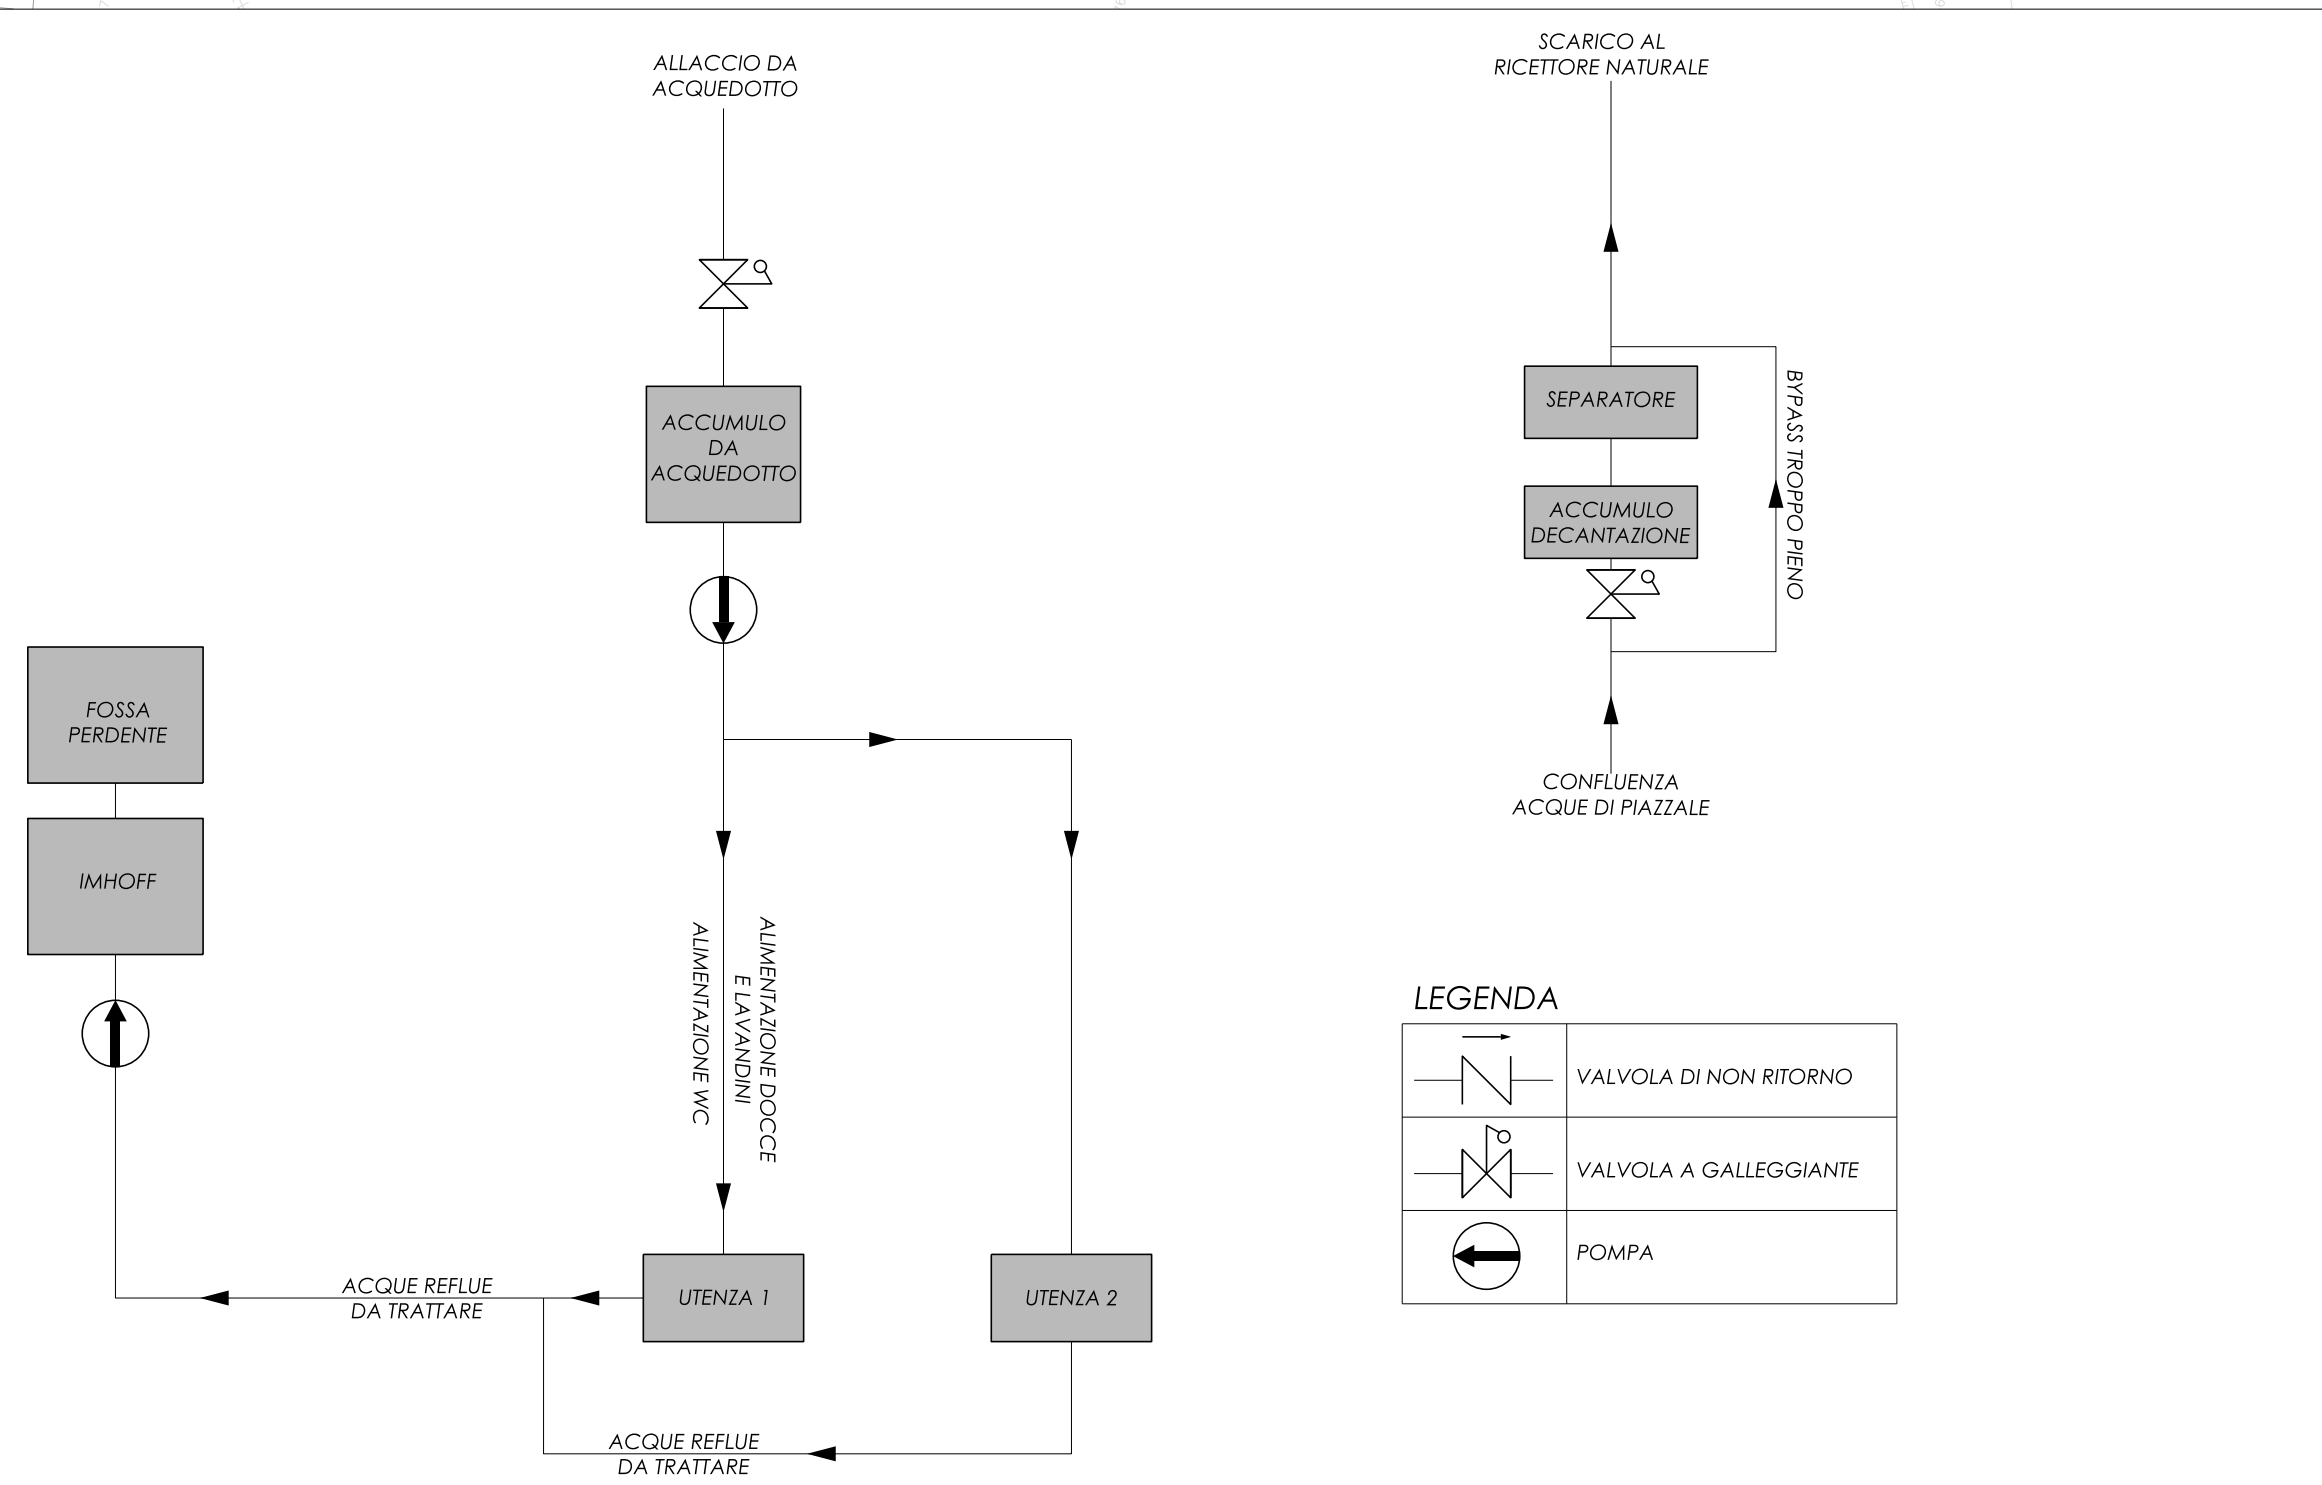 ALLACCIO DA
ACQUEDOTTO
ACCUMULO
DA
ACQUEDOTTO
FOSSA
PERDENTE
IMHOFF
ALIMENTAZIONE WC
ALIMENTAZIONE DOCCE
E LAVANDINI
UTENZA 1
UTENZA 2
ACQUE REFLUE
DA TRATTARE
ACQUE REFLUE
DA TRATTARE
SCARICO AL
RICETTORE NATURALE
SEPARATORE
ACCUMULO
DECANTAZIONE
BYPASS TROPPO PIENO
CONFLUENZA
ACQUE DI PIAZZALE
LEGENDA
VALVOLA DI NON RITORNO
VALVOLA A GALLEGGIANTE
POMPA